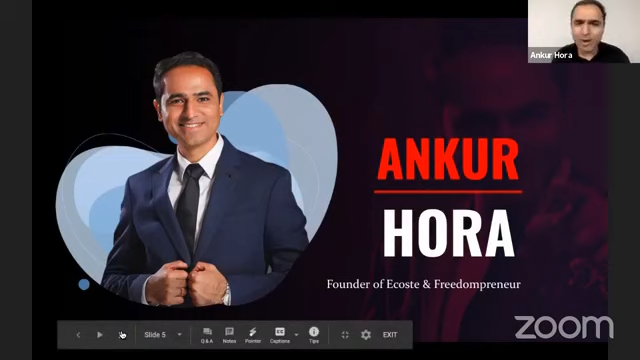 Ankur Hora
ANKUR
HORA
Founder of Ecoste & Freedompreneur
Slide 5
Q&A
Notes
Pointer
Captions
Tips
EXIT
zoom